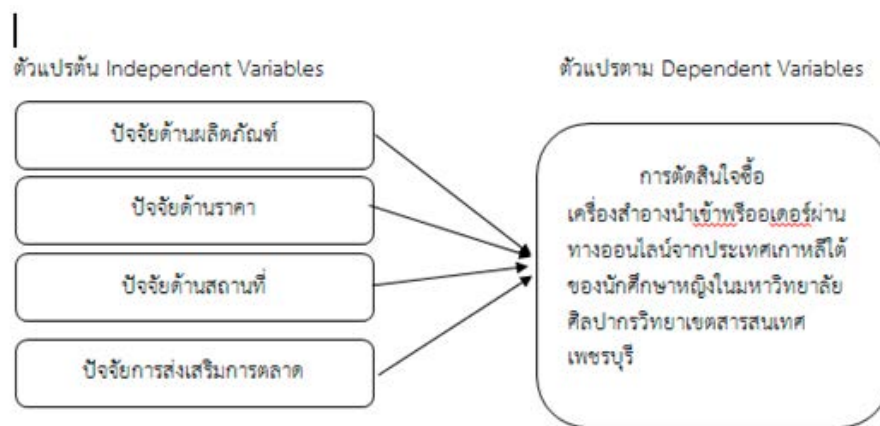 ตัวแปรต้น Independent Variables
ตัวแปรตาม Dependent Variables
ปัจจัยด้านผลิตภัณฑ์
ปัจจัยด้านราคา
ปัจจัยด้านสถานที่
ปัจจัยการส่งเสริมการตลาด
การตัดสินใจซื้อ
เครื่องสำอางนำเข้าพรีออเดอร์ผ่าน
ทางออนไลน์จากประเทศเกาหลีใต้
ของนักศึกษาหญิงในมหาวิทยาลัย
ศิลปากรวิทยาเขตสารสนเทศ
เพชรบุรี